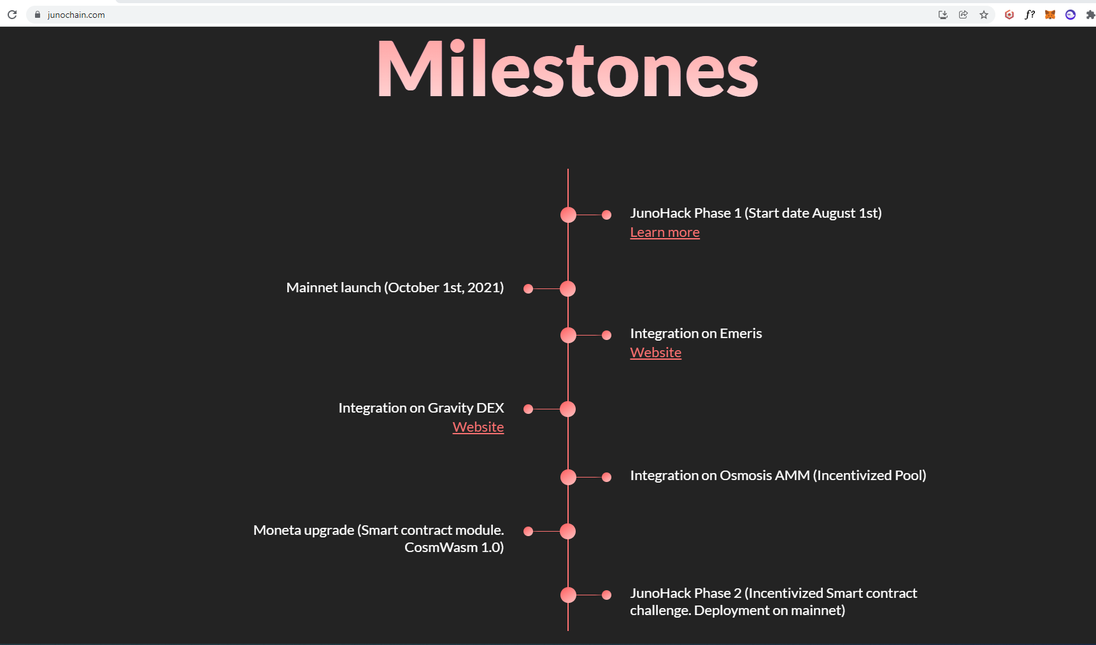 junochain.com
f?
Milestones
JunoHack Phase 1 (Start date August 1st)
Learn more
Mainnet launch (October 1st, 2021)
Integration on Emeris
Website
Integration on Gravity DEX
Website
Integration on Osmosis AMM (Incentivized Pool)
Moneta upgrade (Smart contract module.
CosmWasm 1.0)
JunoHack Phase 2 (Incentivized Smart contract
challenge. Deployment on mainnet)